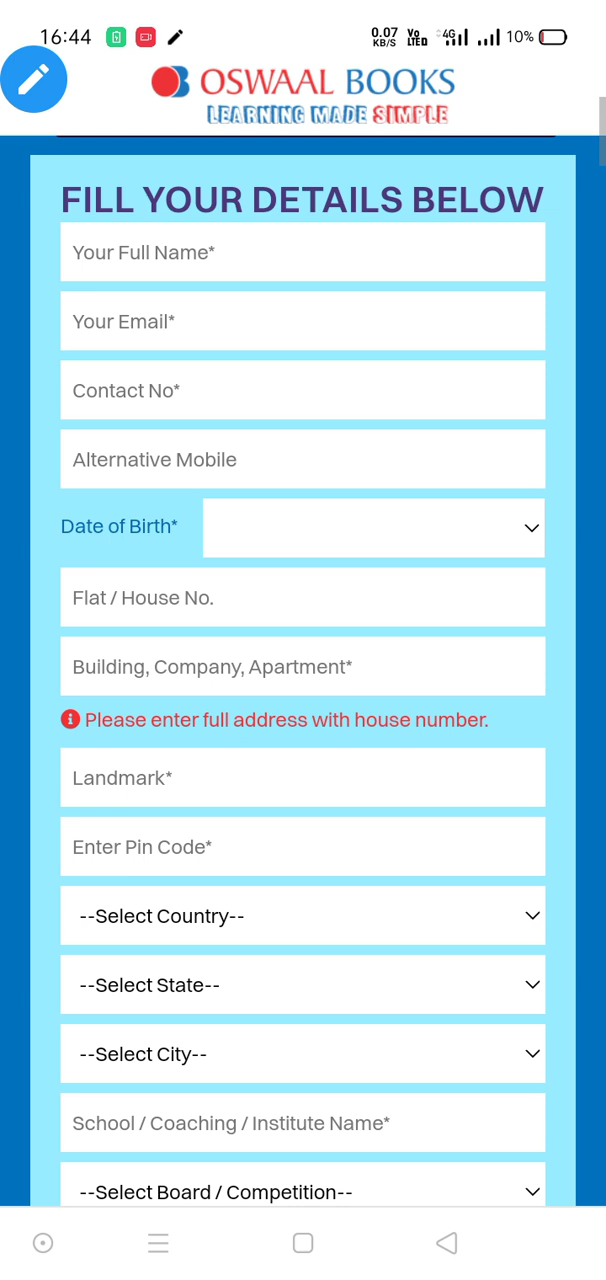 16:44
0.07 KB/S
Vo LTED
4G
10%
OSWAAL BOOKS
LEARNING MADE SIMPLE
FILL YOUR DETAILS BELOW
Your Full Name*
Your Email*
Contact No*
Alternative Mobile
Date of Birth*
Flat / House No.
Building, Company, Apartment*
Please enter full address with house number.
Landmark*
Enter Pin Code*
--Select Country--
--Select State--
--Select City--
School / Coaching / Institute Name*
--Select Board / Competition--